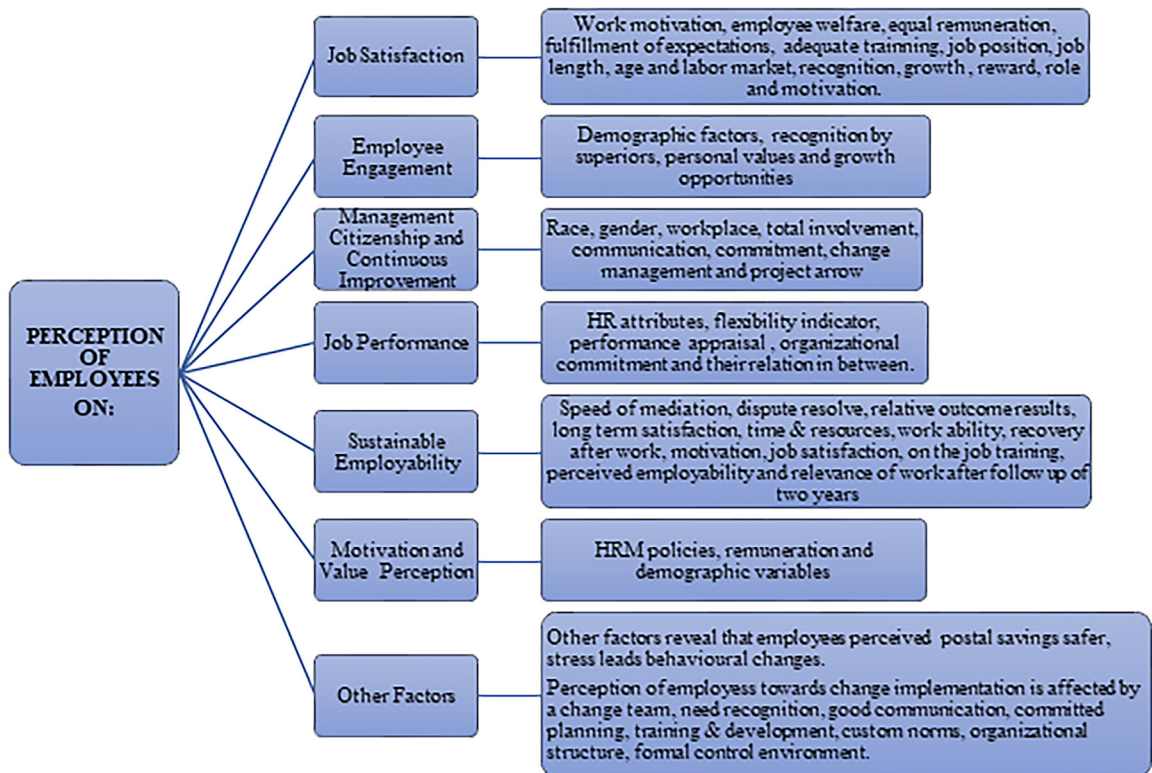 PERCEPTION
OF
EMPLOYEES
ON:
Job Satisfaction
Work motivation, employee welfare, equal remuneration,
fulfillment of expectations, adequate trainning, job position, job
length, age and labor market, recognition, growth , reward, role
and motivation.
Employee
Engagement
Demographic factors, recognition by
superiors, personal values and growth
opportunities
Management
Citizenship and
Continuous
Improvement
Race, gender, workplace, total involvement,
communication, commitment, change
management and project arrow
Job Performance
HR attributes, flexibility indicator,
performance appraisal , organizational
commitment and their relation in between.
Sustainable
Employability
Speed of mediation, dispute resolve, relative outcome results,
long term satisfaction, time & resources, work ability, recovery
after work, motivation, job satisfaction, on the job training,
perceived employability and relevance of work after follow up of
two years
Motivation and
Value Perception
HRM policies, remuneration and
demographic variables
Other Factors
Other factors reveal that employees perceived postal savings safer,
stress leads behavioural changes.
Perception of employess towards change implementation is affected by
a change team, need recognition, good communication, committed
planning, training & development, custom norms, organizational
structure, formal control environment.